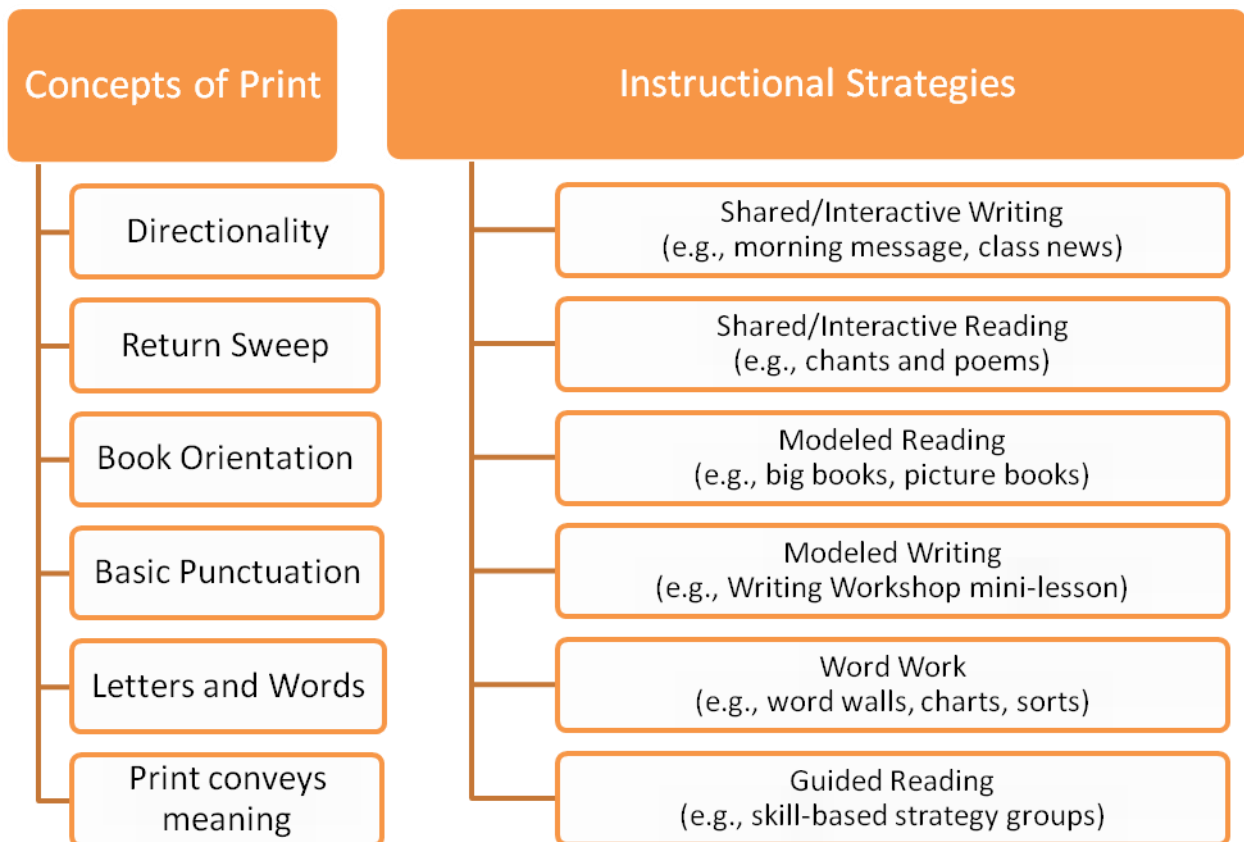 Concepts of Print
Directionality
Return Sweep
Book Orientation
Basic Punctuation
Letters and Words
Print conveys
meaning
Instructional Strategies
Shared/Interactive Writing
(e.g., morning message, class news)
Shared/Interactive Reading
(e.g., chants and poems)
Modeled Reading
(e.g., big books, picture books)
Modeled Writing
(e.g., Writing Workshop mini-lesson)
Word Work
(e.g., word walls, charts, sorts)
Guided Reading
(e.g., skill-based strategy groups)